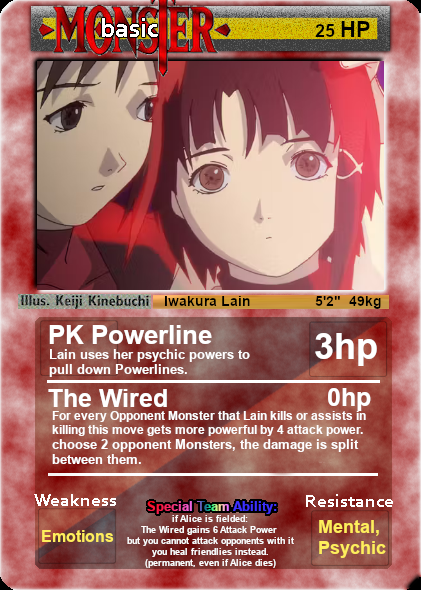 MONSTER
basic
25 HP
Illus. Keiji Kinebuchi Iwakura Lain 5'2" 49kg
PK Powerline
3hp
Lain uses her psychic powers to
pull down Powerlines.
The Wired 0hp
For every Opponent Monster that Lain kills or assists in
killing this move gets more powerful by 4 attack power.
choose 2 opponent Monsters, the damage is split
between them.
Weakness
Emotions
Special Team Ability:
if Alice is fielded:
The Wired gains 6 Attack Power
but you cannot attack opponents with it
you heal friendlies instead.
(permanent, even if Alice dies)
Resistance
Mental,
Psychic